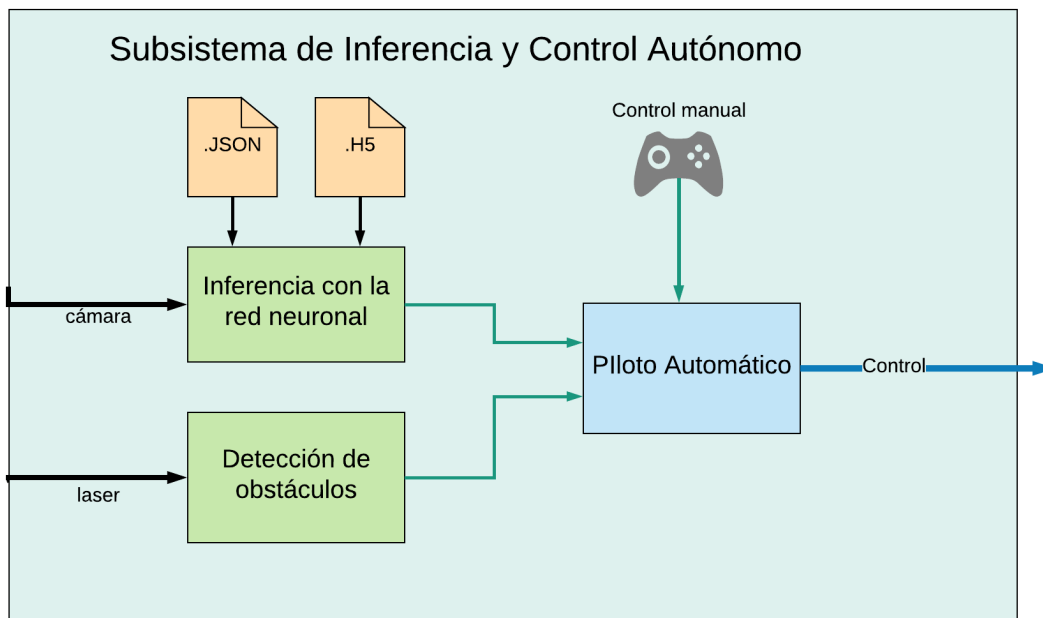 Subsistema de Inferencia y Control Autónomo
.JSON
.H5
Control manual
Inferencia con la
red neuronal
cámara
PIloto Automático
Control
Detección de
obstáculos
laser